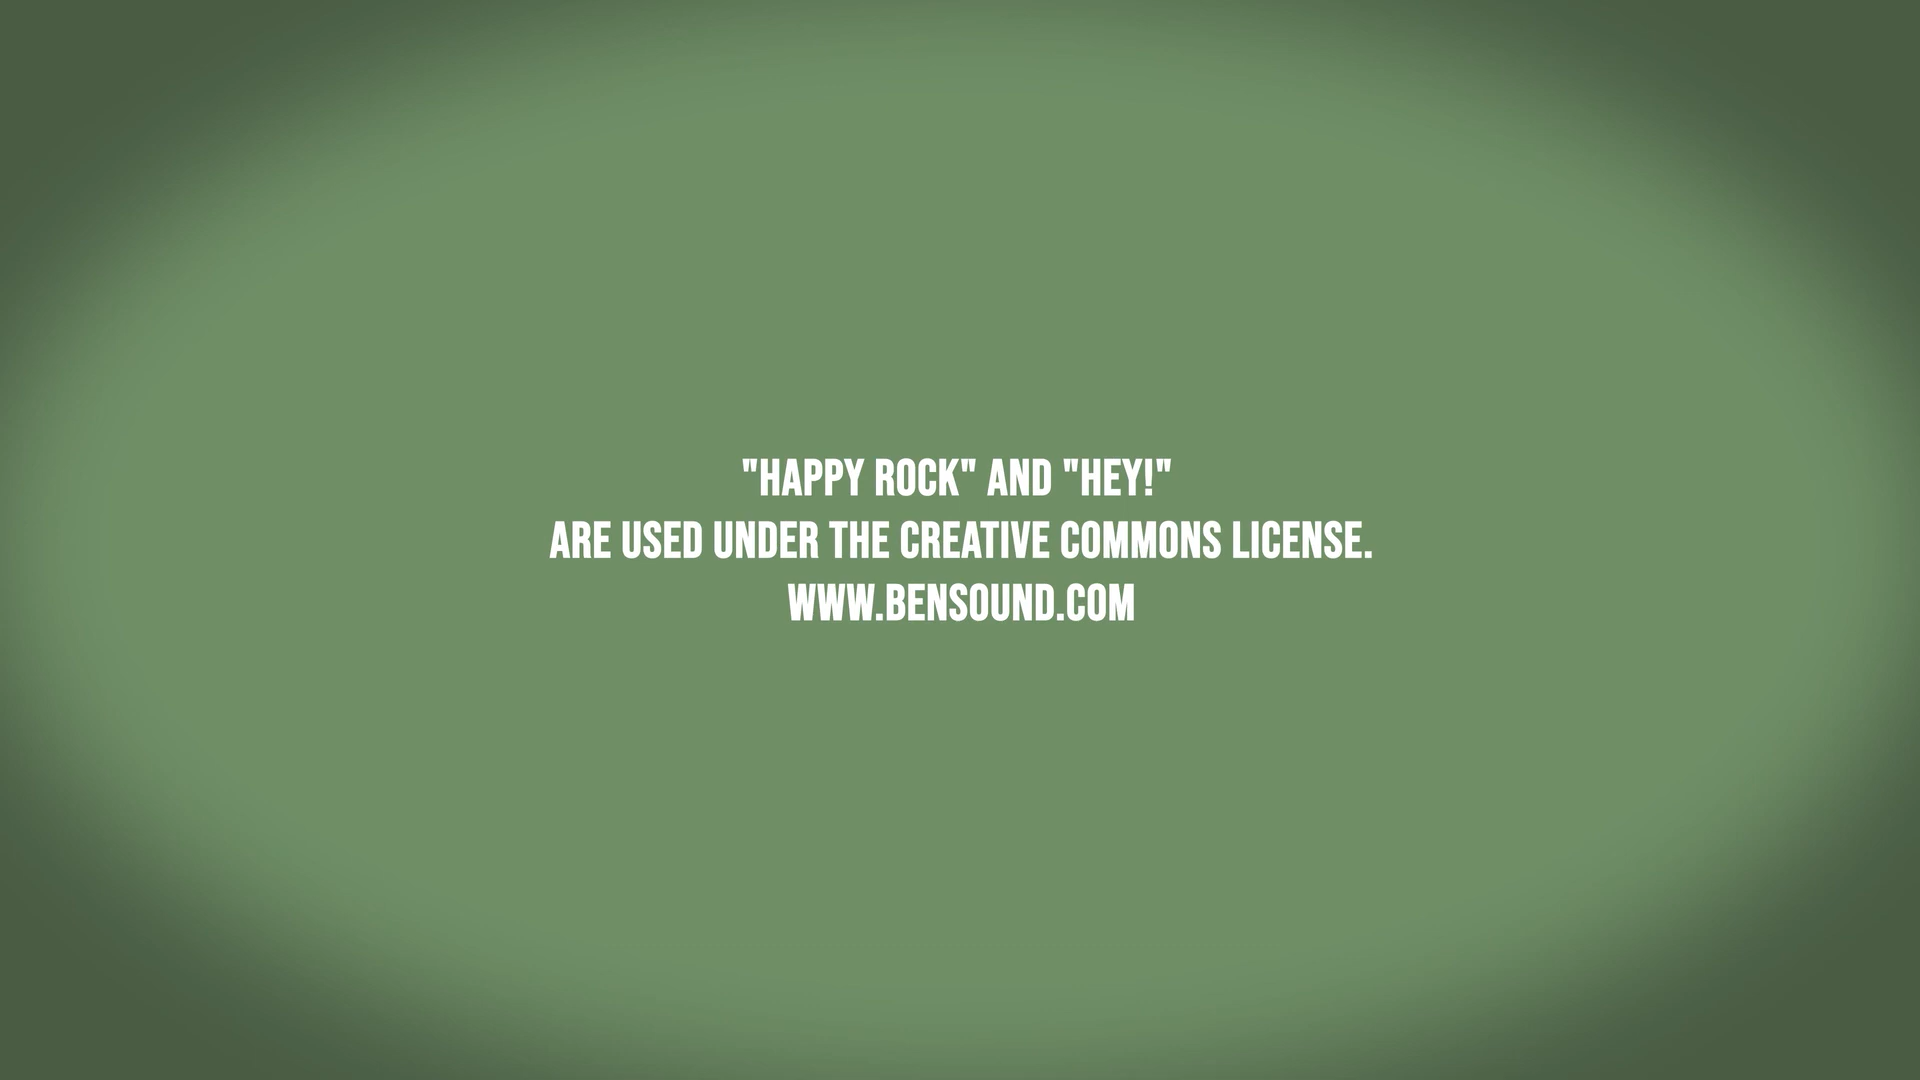 "HAPPY ROCK" AND "HEY!"
ARE USED UNDER THE CREATIVE COMMONS LICENSE.
WWW.BENSOUND.COM